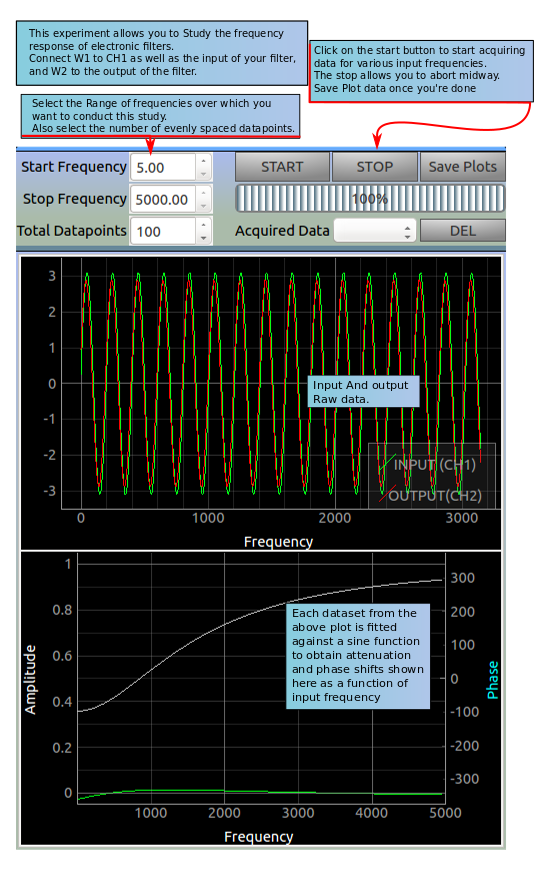 This experiment allows you to Study the frequency
response of electronic filters.
Connect W1 to CH1 as well as the input of your filter,
and W2 to the output of the filter.
Click on the start button to start acquiring
data for various input frequencies.
The stop allows you to abort midway.
Save Plot data once you're done
Select the Range of frequencies over which you
want to conduct this study.
Also select the number of evenly spaced datapoints.
Start Frequency 5.00 START STOP Save Plots
Stop Frequency 5000.00 100%
Total Datapoints 100 Acquired Data DEL
3
2
1
0
-1
-2
-3
Input And output
Raw data.
INPUT (CH1)
OUTPUT(CH2)
0 1000 2000 3000
Frequency
1
0.8
0.6
0.4
0.2
0
Amplitude
300
200
100
0
-100
-200
-300
Phase
Each dataset from the
above plot is fitted
against a sine function
to obtain attenuation
and phase shifts shown
here as a function of
input frequency
1000 2000 3000 4000 5000
Frequency